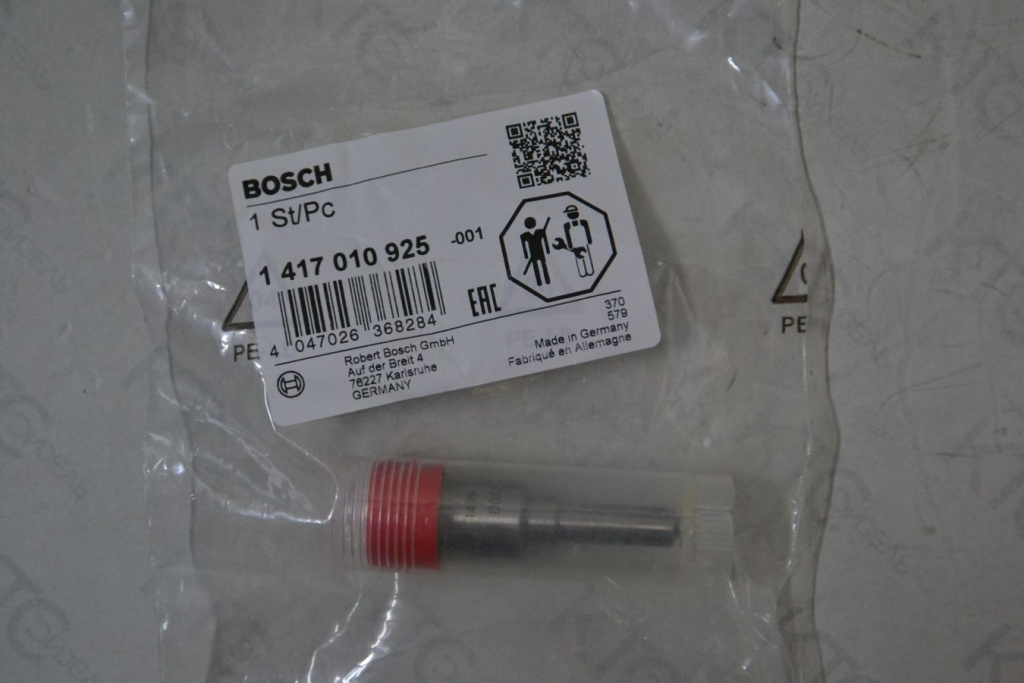 BOSCH
1 St/Pc
1 417 010 925 -001
4 047026 368284
EAC
370
579
Robert Bosch GmbH
Auf der Breit 4
76227 Karlsruhe
GERMANY
Made in Germany
Fabriqué en Allemagne
PE
PE